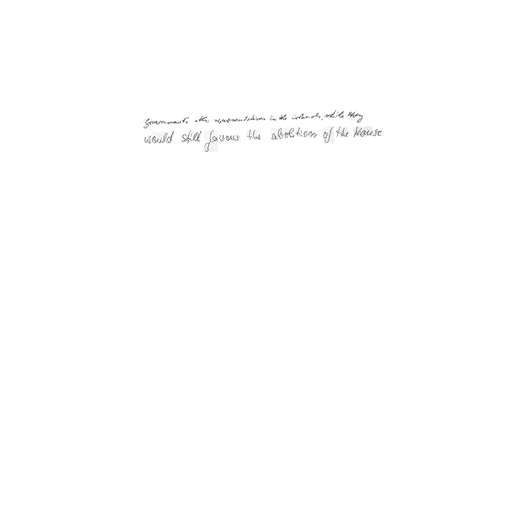 Government's other representatives in the islands, while they
would still favour the abolition of the House